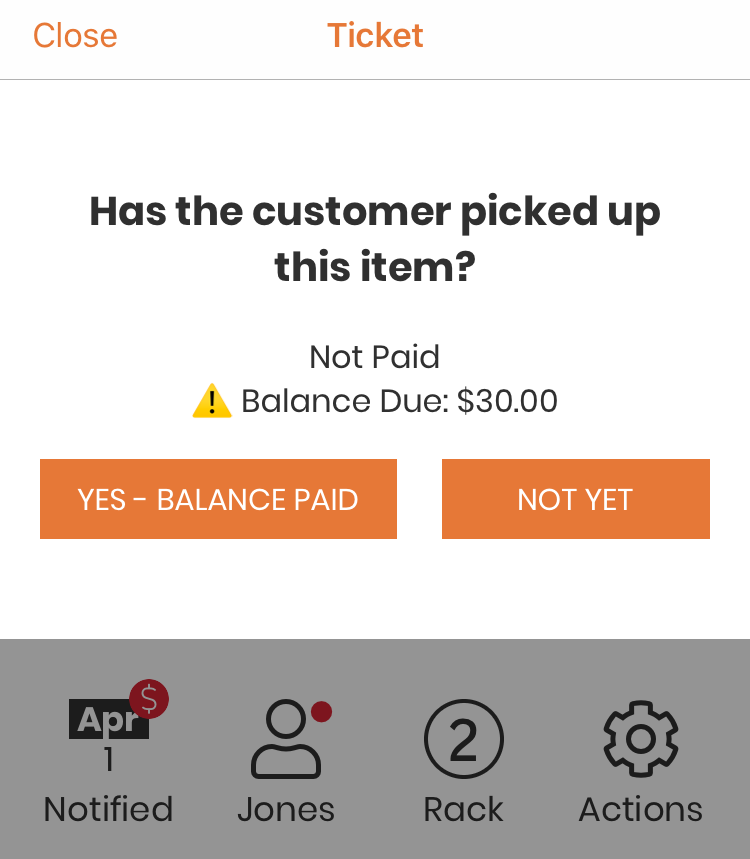 Close
Ticket
Has the customer picked up
this item?
Not Paid
⚠️ Balance Due: $30.00
YES - BALANCE PAID
NOT YET
Apr
$
1
2
Notified
Jones
Rack
Actions